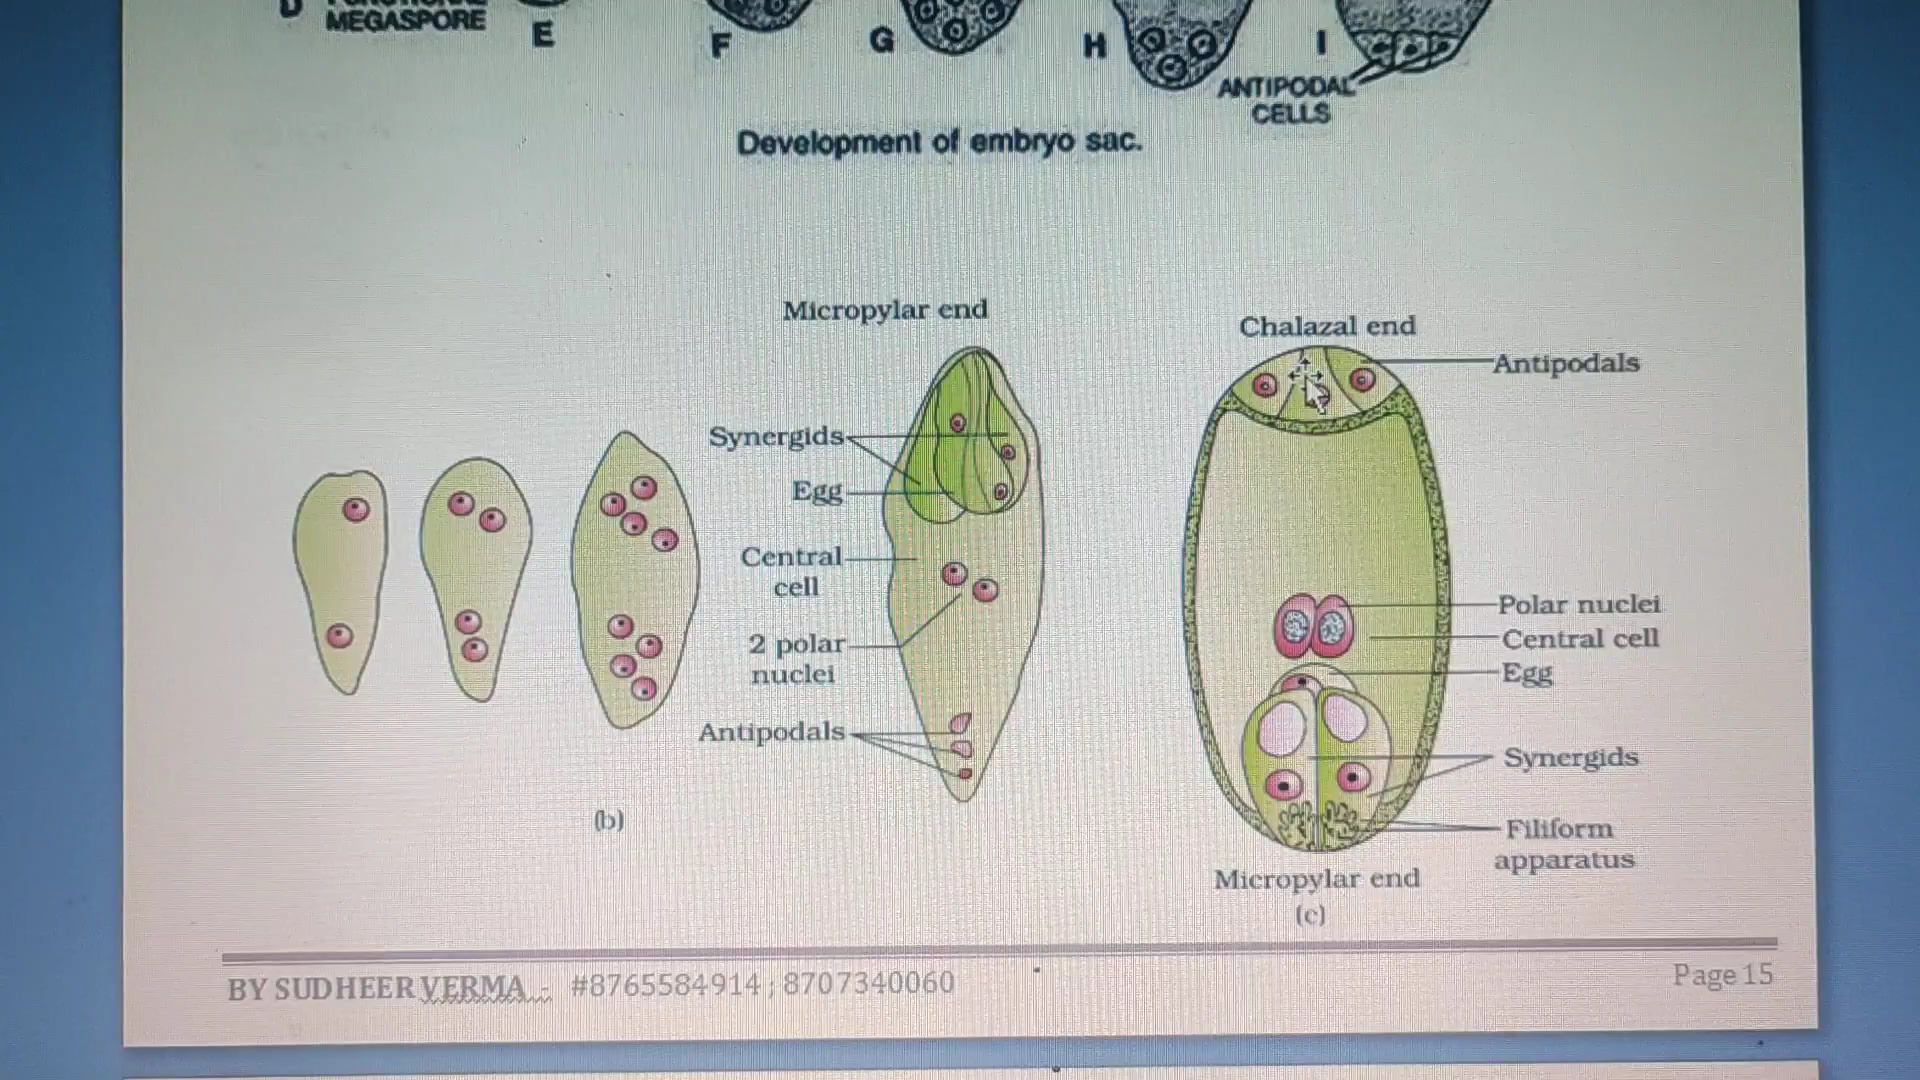 D
MEGASPORE
E
F
G
H
I
ANTIPODAL
CELLS
Development of embryo sac.
Micropylar end
Synergids
Egg
Central
cell
2 polar
nuclei
Antipodals
(b)
Chalazal end
Antipodals
Polar nuclei
Central cell
Egg
Synergids
Filiform
apparatus
Micropylar end
(c)
BY SUDHEER VERMA - #8765584914 ; 8707340060
Page 15